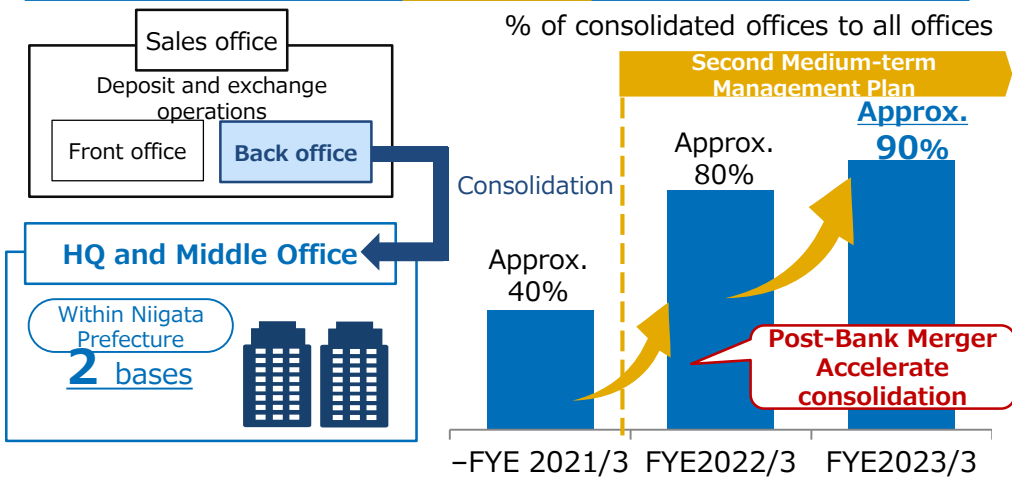 Sales office
Deposit and exchange
operations
Front office
Back office
Consolidation
HQ and Middle Office
Within Niigata
Prefecture
2 bases
% of consolidated offices to all offices
Second Medium-term
Management Plan
Approx.
40%
Approx.
80%
Approx.
90%
Post-Bank Merger
Accelerate
consolidation
–FYE 2021/3
FYE2022/3
FYE2023/3